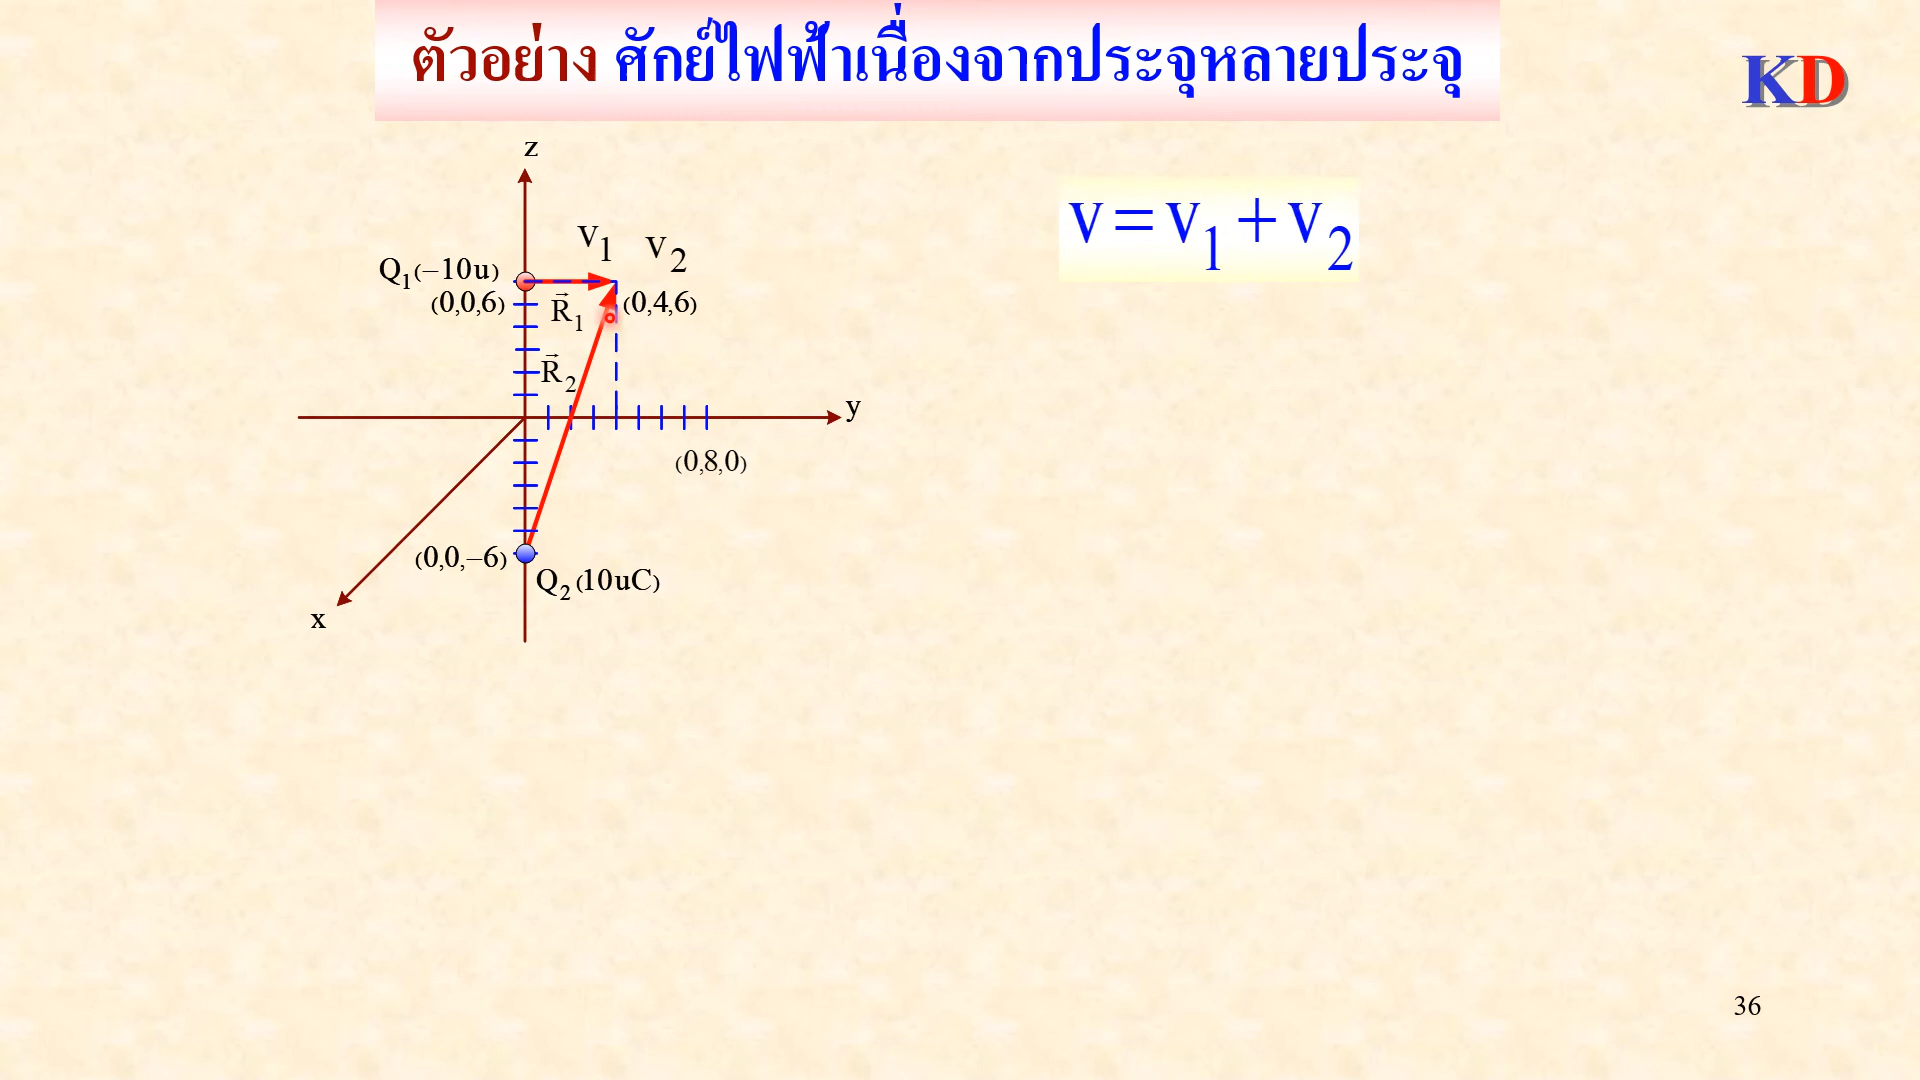 ตัวอย่าง ศักย์ไฟฟ้าเนื่องจากประจุหลายประจุ
KD
z
V1 V2
V=V1+V2
Q1(−10u)
(0,0,6)
R⃗1
(0,4,6)
R⃗2
y
(0,8,0)
(0,0,−6)
Q2(10uC)
x
36